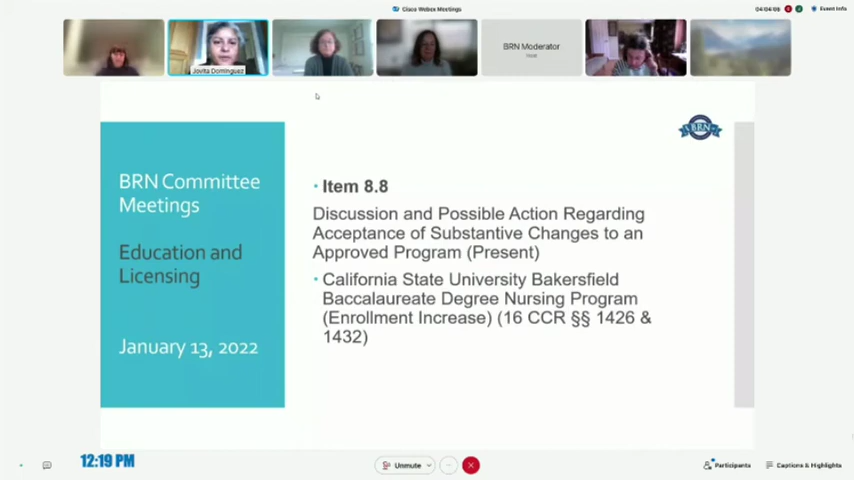 Cisco Webex Meetings
Event Info
Jovita Dominguez
BRN Moderator
Host
BRN
BRN Committee
Meetings
Education and
Licensing
January 13, 2022
· Item 8.8
Discussion and Possible Action Regarding
Acceptance of Substantive Changes to an
Approved Program (Present)
· California State University Bakersfield
Baccalaureate Degree Nursing Program
(Enrollment Increase) (16 CCR §§ 1426 &
1432)
12:19 PM
Unmute
Participants
Captions & Highlights